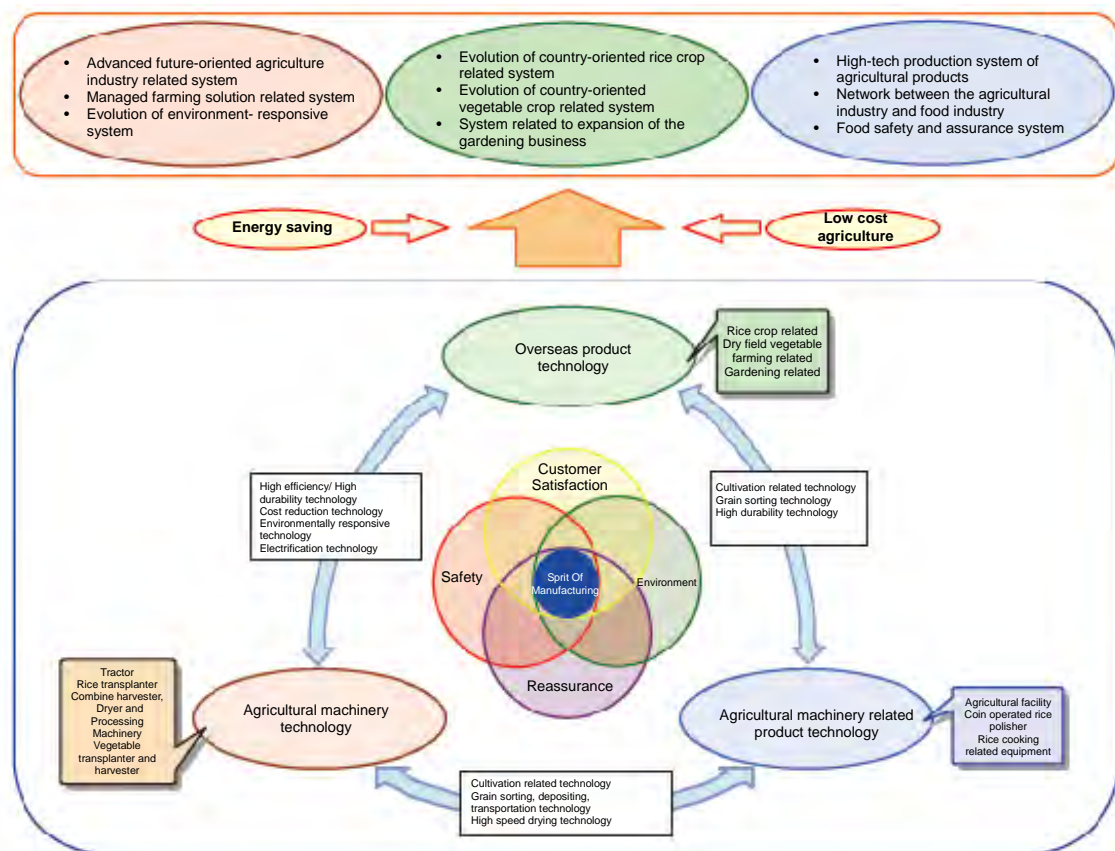 • Advanced future-oriented agriculture
industry related system
• Managed farming solution related system
• Evolution of environment- responsive
system
• Evolution of country-oriented rice crop
related system
• Evolution of country-oriented
vegetable crop related system
• System related to expansion of the
gardening business
• High-tech production system of
agricultural products
• Network between the agricultural
industry and food industry
• Food safety and assurance system
Energy saving
Low cost
agriculture
Overseas product
technology
Rice crop related
Dry field vegetable
farming related
Gardening related
High efficiency/ High
durability technology
Cost reduction technology
Environmentally responsive
technology
Electrification technology
Customer
Satisfaction
Safety
Sprit Of
Manufacturing
Environment
Reassurance
Cultivation related technology
Grain sorting technology
High durability technology
Tractor
Rice transplanter
Combine harvester,
Dryer and
Processing
Machinery
Vegetable
transplanter and
harvester
Agricultural machinery
technology
Agricultural machinery related
product technology
Agricultural facility
Coin operated rice
polisher
Rice cooking
related equipment
Cultivation related technology
Grain sorting, depositing,
transportation technology
High speed drying technology